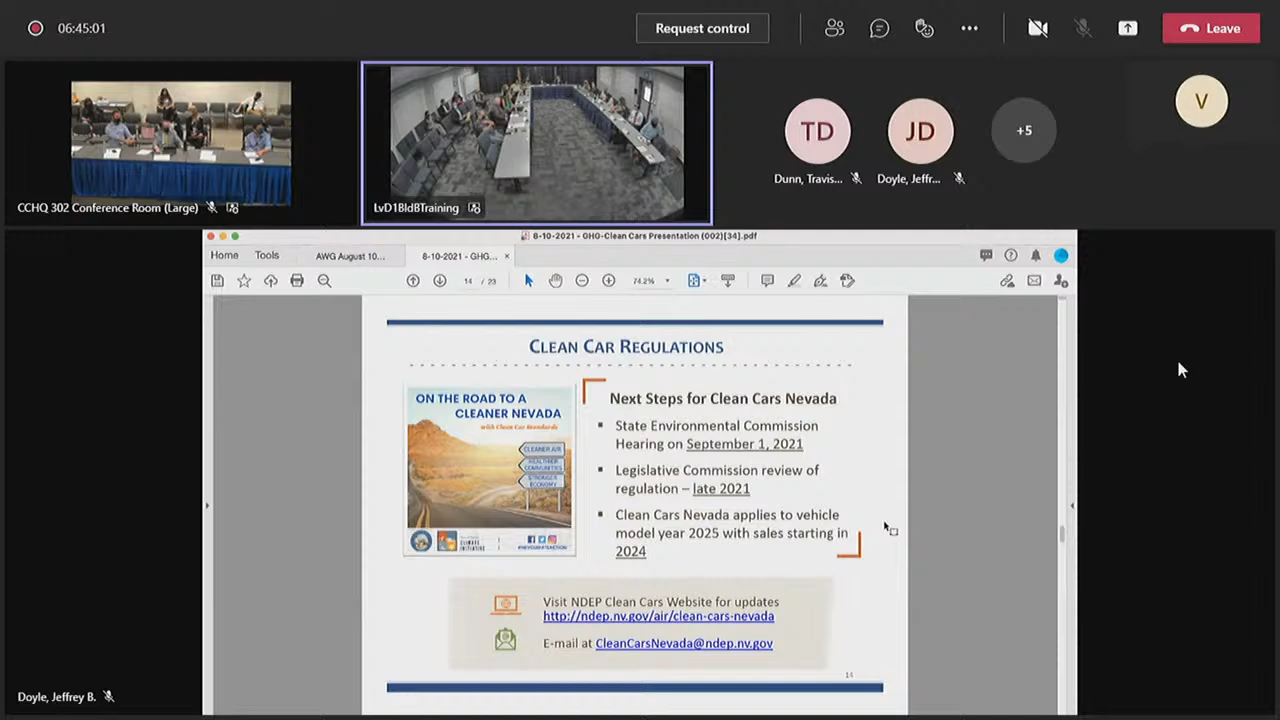 06:45:01
Request control
Leave
CCHQ 302 Conference Room (Large)
LvD1BldBTraining
TD
JD
+5
V
Dunn, Travis...
Doyle, Jeffr...
8-10-2021 - GHG-Clean Cars Presentation (002)[34].pdf
Home
Tools
AWG August 10...
8-10-2021 - GHG...
14 / 23
74.2%
CLEAN CAR REGULATIONS
ON THE ROAD TO A
CLEANER NEVADA
with Clean Car Standards
CLEANER AIR
HEALTHIER
COMMUNITIES
STRONGER
ECONOMY
CLIMATE
INITIATIVE
Next Steps for Clean Cars Nevada
▪ State Environmental Commission
Hearing on September 1, 2021
▪ Legislative Commission review of
regulation – late 2021
▪ Clean Cars Nevada applies to vehicle
model year 2025 with sales starting in
2024
Visit NDEP Clean Cars Website for updates
http://ndep.nv.gov/air/clean-cars-nevada
E-mail at CleanCarsNevada@ndep.nv.gov
14
Doyle, Jeffrey B.